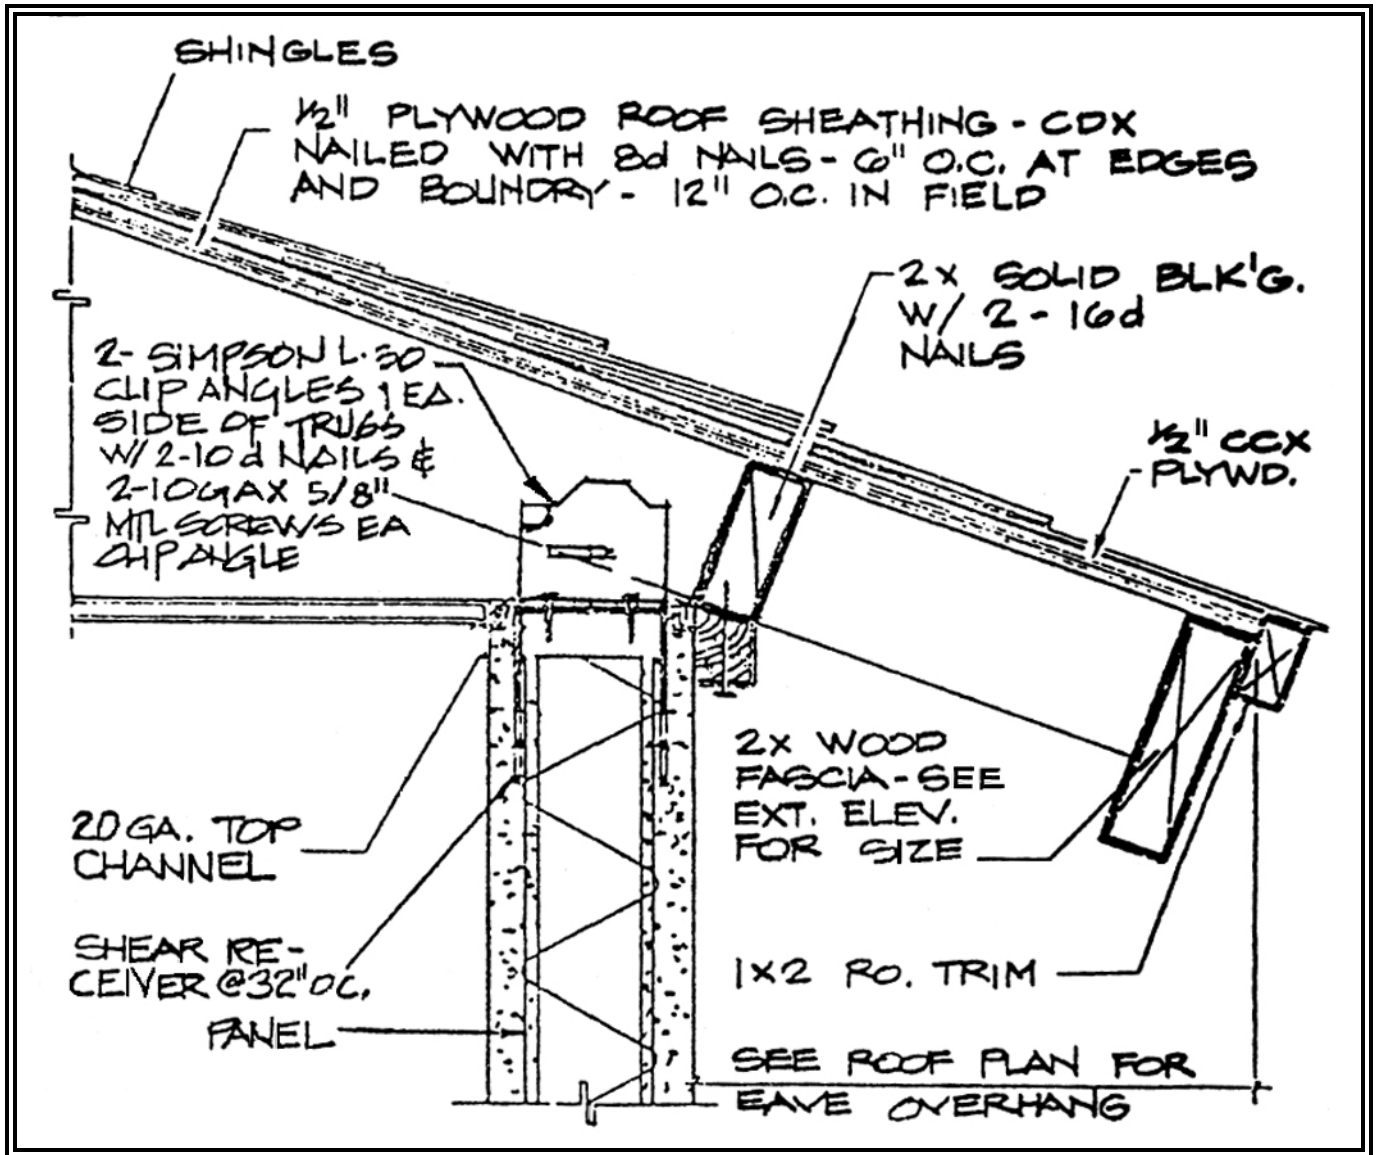 SHINGLES
1/2" PLYWOOD ROOF SHEATHING - CDX
NAILED WITH 8d NAILS - 6" O.C. AT EDGES
AND BOUNDRY - 12" O.C. IN FIELD
2X SOLID BLK'G.
W/ 2 - 16d
NAILS
2- SIMPSON L·30
CLIP ANGLES 1 EA.
SIDE OF TRUSS
W/ 2-10d NAILS &
2-10GAX 5/8"
MTL SCREWS EA
CLIP ANGLE
1/2" CCX
PLYWD.
2X WOOD
FASCIA - SEE
EXT. ELEV.
FOR SIZE
20 GA. TOP
CHANNEL
SHEAR RE-
CEIVER @ 32" OC.
PANEL
1X2 RO. TRIM
SEE ROOF PLAN FOR
EAVE OVERHANG